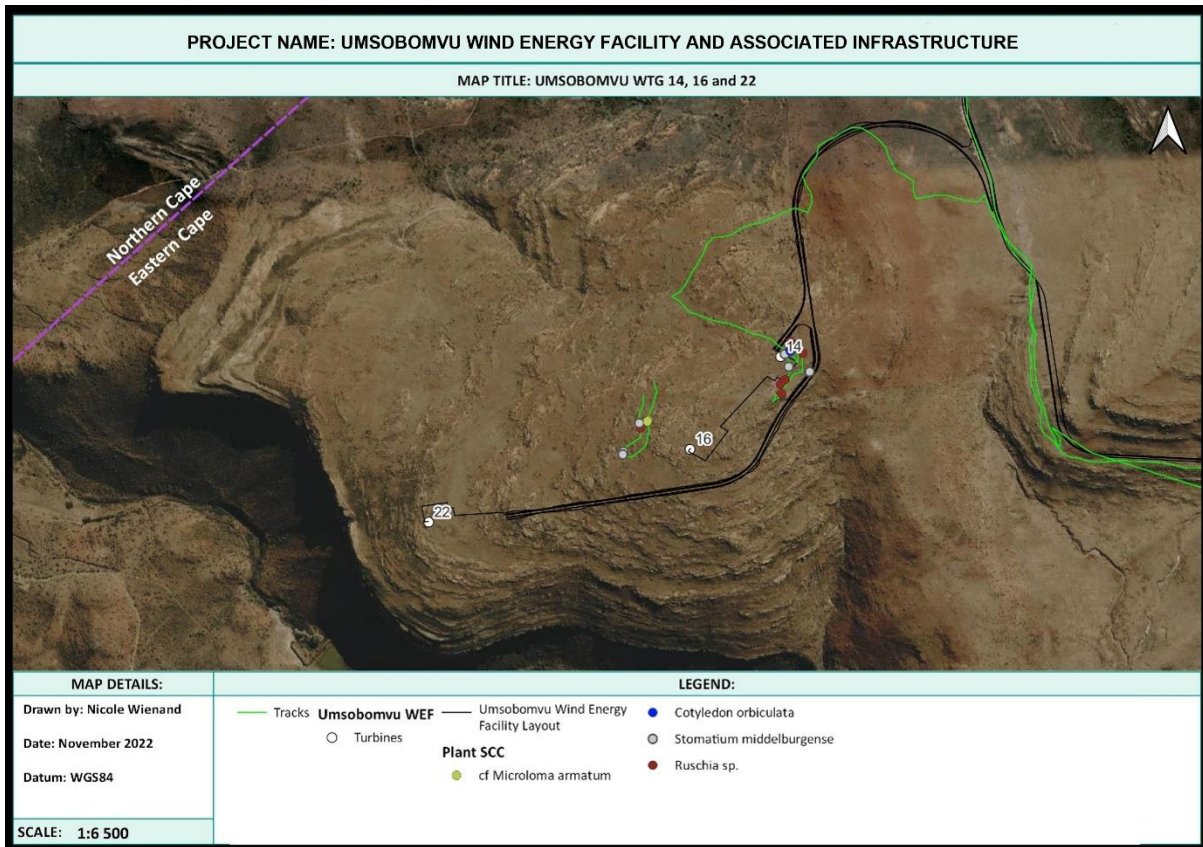 PROJECT NAME: UMSOBOMVU WIND ENERGY FACILITY AND ASSOCIATED INFRASTRUCTURE
MAP TITLE: UMSOBOMVU WTG 14, 16 and 22
Northern Cape
Eastern Cape
14
16
22
MAP DETAILS:
Drawn by: Nicole Wienand
Date: November 2022
Datum: WGS84
SCALE: 1:6 500
LEGEND:
Tracks
Umsobomvu WEF
Turbines
Umsobomvu Wind Energy
Facility Layout
Plant SCC
cf Microloma armatum
Cotyledon orbiculata
Stomatium middelburgense
Ruschia sp.